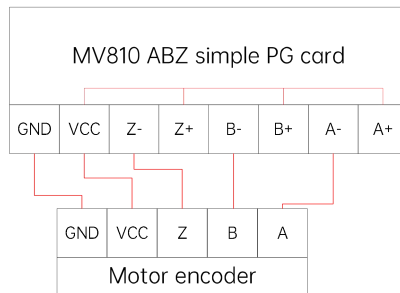 MV810 ABZ simple PG card
GND VCC Z- Z+ B- B+ A- A+
GND VCC Z B A
Motor encoder